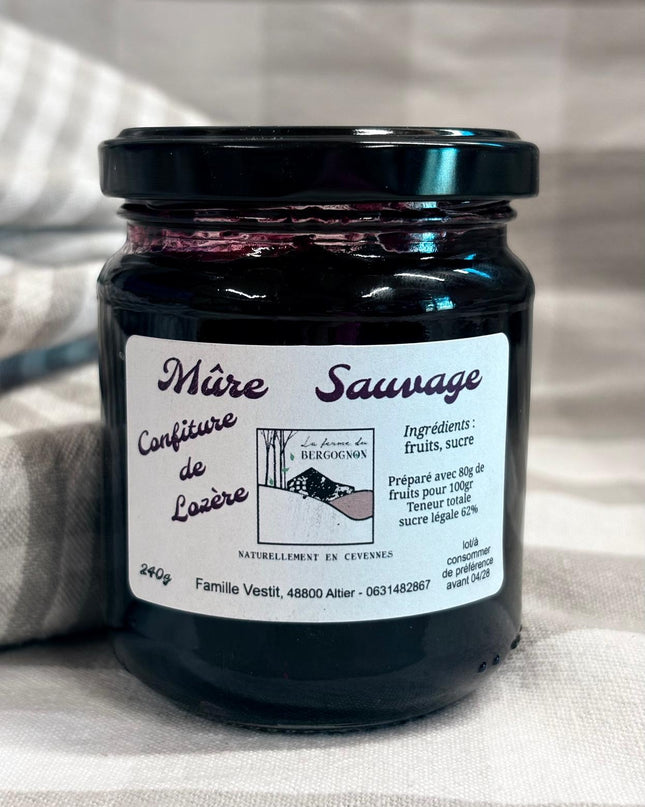 Mûre Sauvage
Confiture
de
Lozère
La ferme du
BERGOGNON
NATURELLEMENT EN CEVENNES
Ingrédients :
fruits, sucre
Préparé avec 80g de
fruits pour 100gr
Teneur totale
sucre légale 62%
240g
Famille Vestit, 48800 Altier - 0631482867
lot/à
consommer
de préférence
avant 04/28